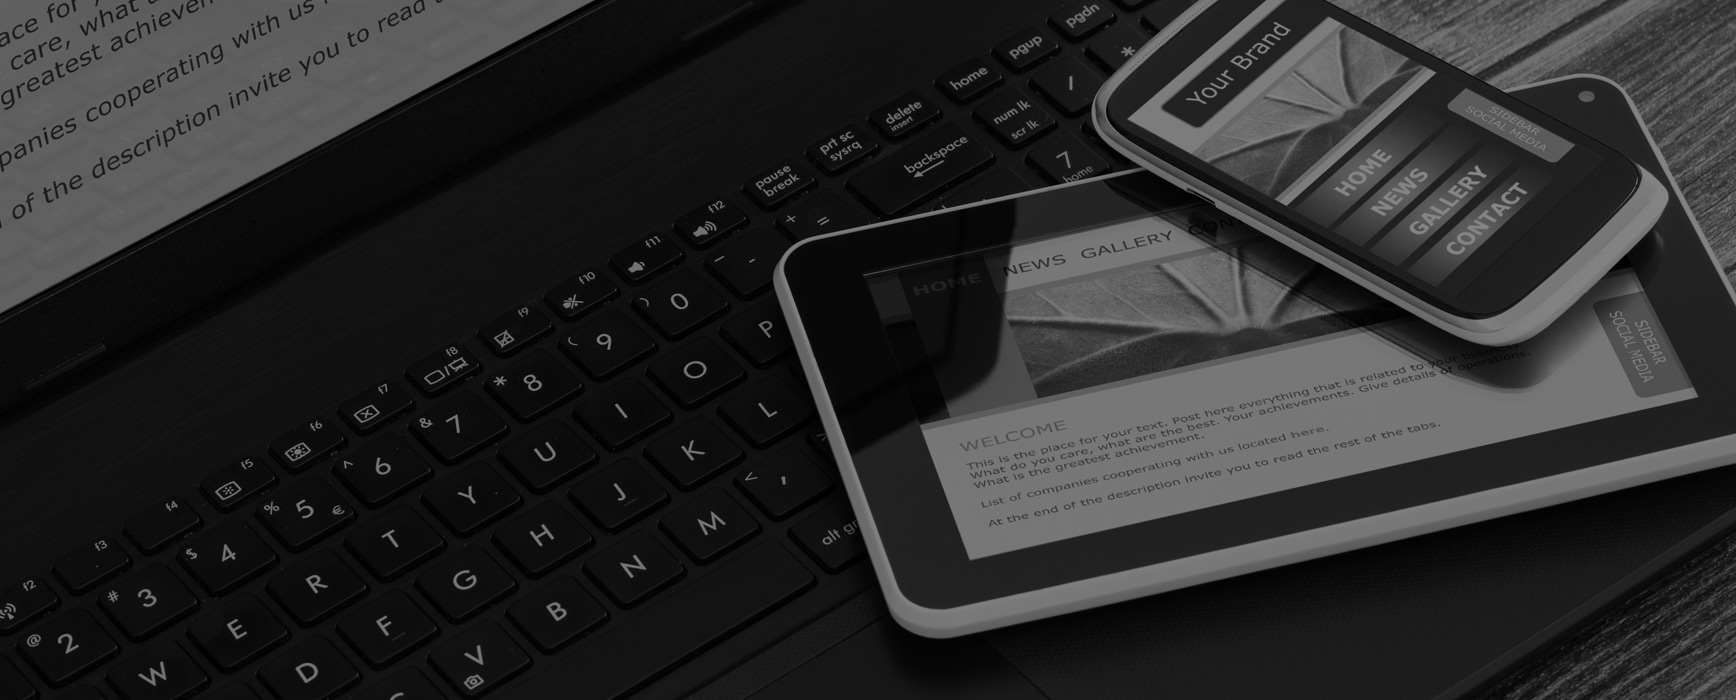 ace for
care, what
greatest achievem
panies cooperating with us
of the description invite you to read
Your Brand
SIDEBAR
SOCIAL MEDIA
HOME
NEWS
GALLERY
CONTACT
HOME NEWS GALLERY CON
SIDEBAR
SOCIAL MEDIA
WELCOME
This is the place for your text. Post here everything that is related to your business.
What do you care, what are the best. Your achievements. Give details of operations.
What is the greatest achievement.
List of companies cooperating with us located here.
At the end of the description invite you to read the rest of the tabs.
pgdn
pgup
home
*
/
delete
insert
num lk
scr lk
prt sc
sysrq
backspace
7
home
pause
break
f12
+ =
f11
_ -
f10
) 0
P
f9
( 9
O
L
f8
* 8
I
K
f7
& 7
U
J
< ,
f6
^ 6
Y
H
M
alt gr
f5
% 5 €
T
G
N
f4
$ 4
R
F
B
f3
# 3
E
D
V
f2
@ 2
W